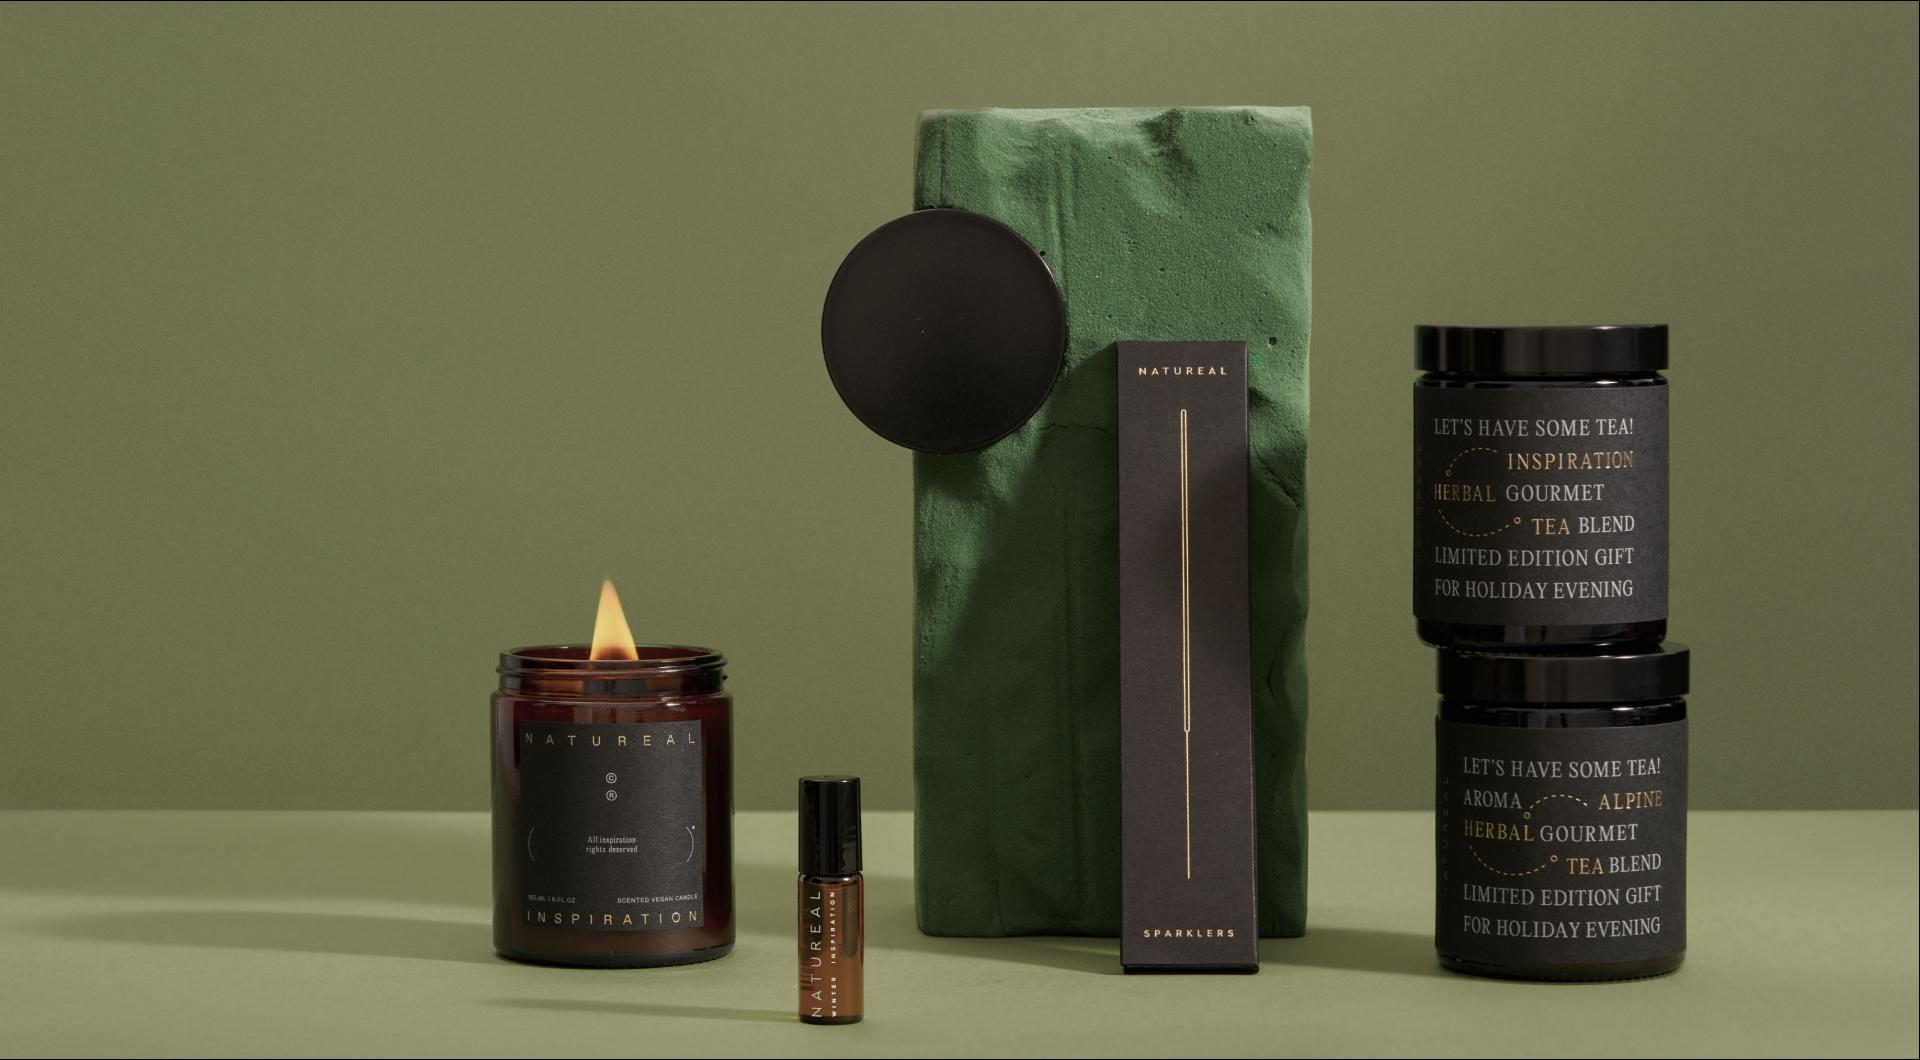 NATUREAL
©
®
All inspiration
rights deserved
SCENTED VEGAN CANDLE
INSPIRATION
NATUREAL
WINTER INSPIRATION
NATUREAL
SPARKLERS
LET'S HAVE SOME TEA!
INSPIRATION
HERBAL GOURMET
TEA BLEND
LIMITED EDITION GIFT
FOR HOLIDAY EVENING
NATUREAL
LET'S HAVE SOME TEA!
AROMA ALPINE
HERBAL GOURMET
TEA BLEND
LIMITED EDITION GIFT
FOR HOLIDAY EVENING